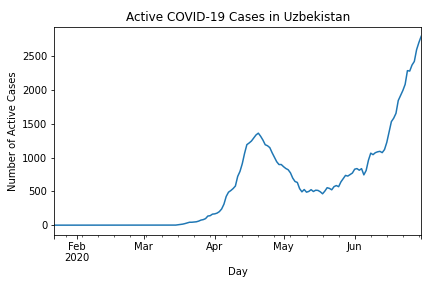 Active COVID-19 Cases in Uzbekistan
Number of Active Cases
2500
2000
1500
1000
500
0
Feb
2020
Mar
Apr
May
Jun
Day